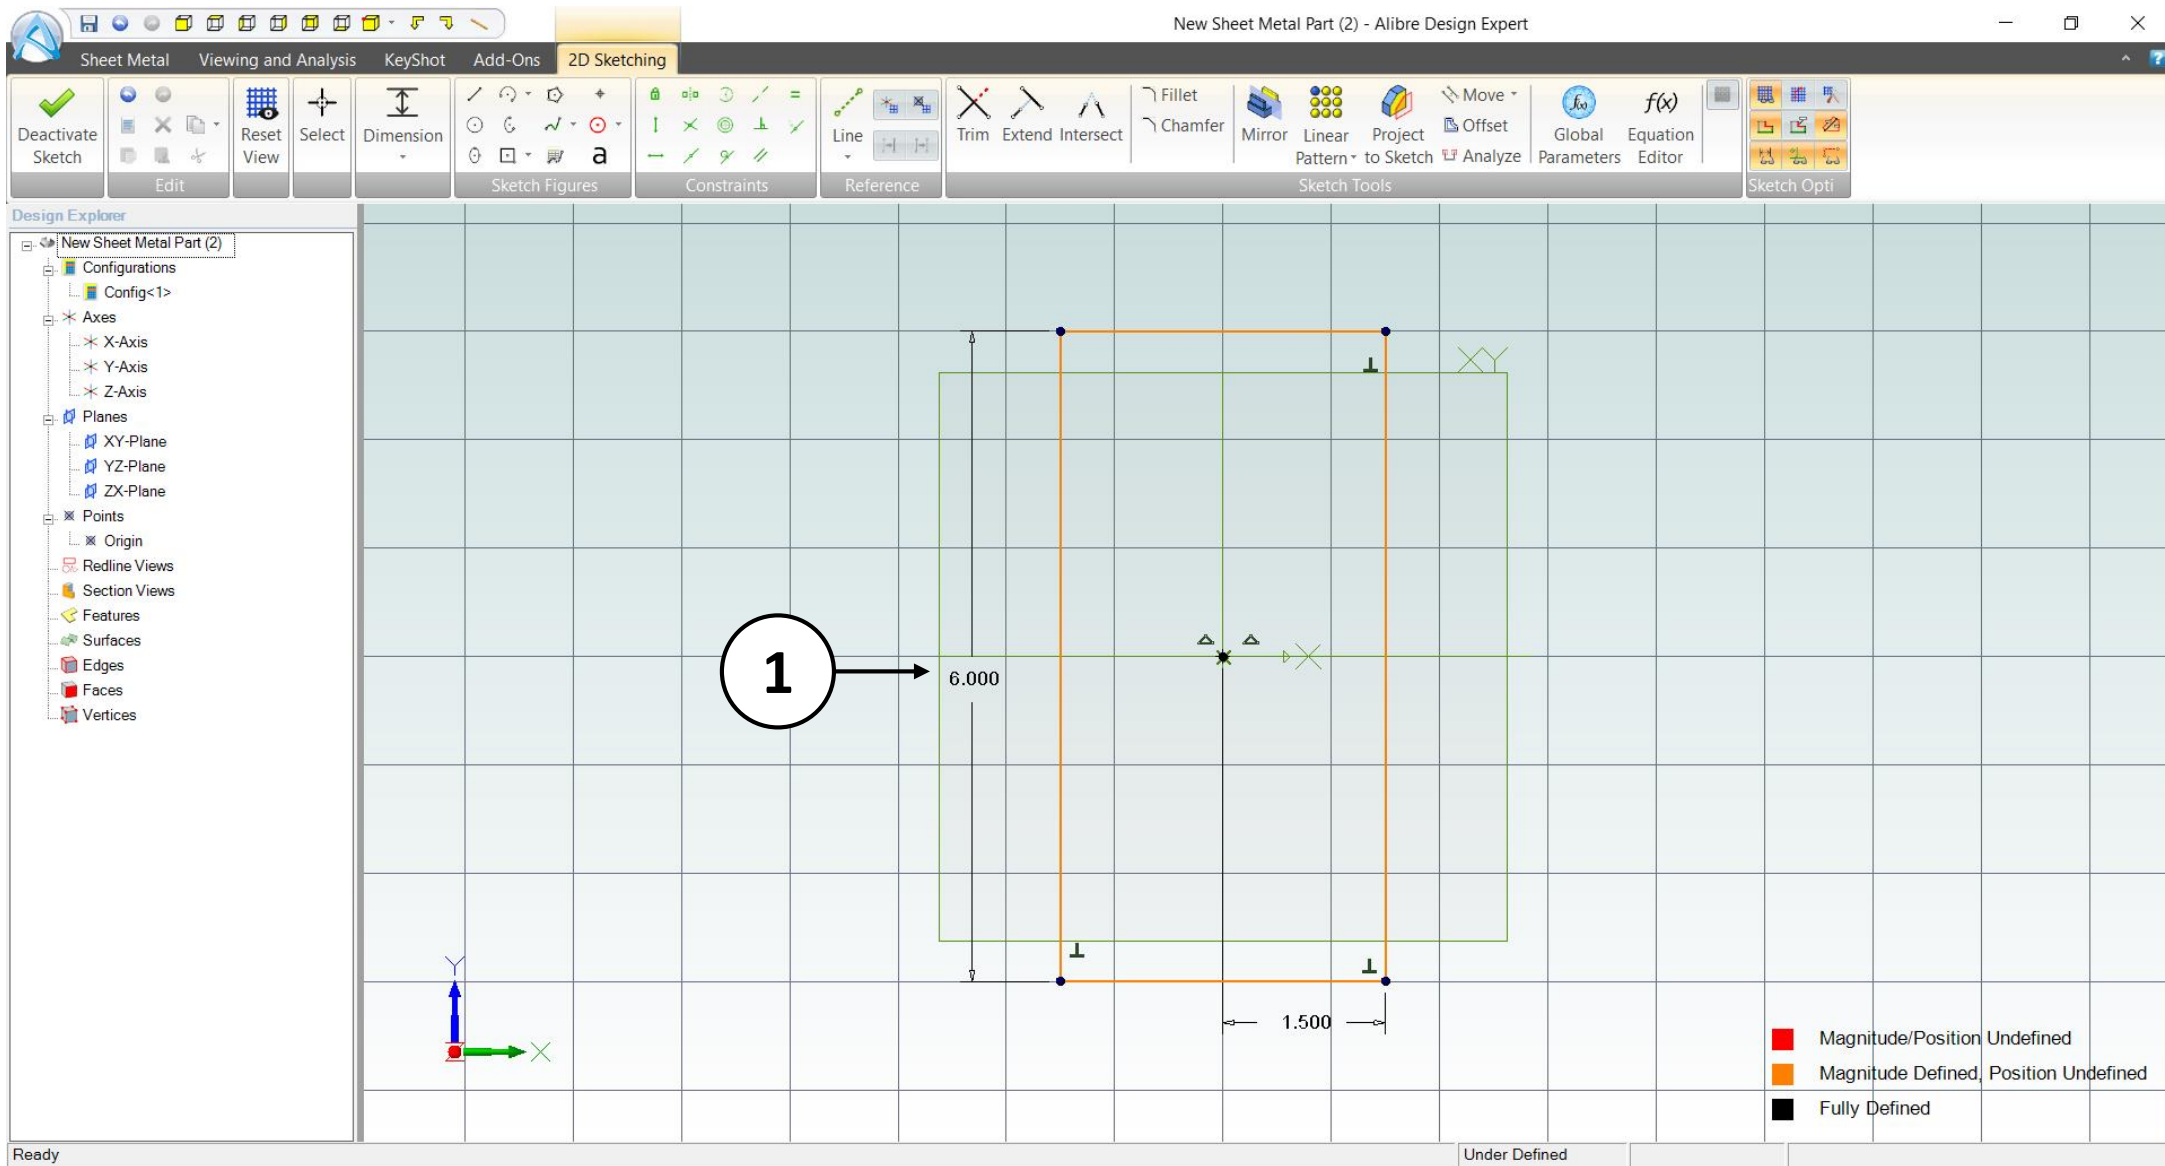 New Sheet Metal Part (2) - Alibre Design Expert
Sheet Metal Viewing and Analysis KeyShot Add-Ons 2D Sketching
Deactivate Sketch
Edit
Reset View
Select
Dimension
a
Sketch Figures
Constraints
Line
Reference
Trim Extend Intersect
Fillet
Chamfer
Mirror
Linear Pattern
Project to Sketch
Move
Offset
Analyze
Global Parameters
f(x)
Equation Editor
Sketch Tools
Sketch Opti
Design Explorer
New Sheet Metal Part (2)
Configurations
Config<1>
Axes
X-Axis
Y-Axis
Z-Axis
Planes
XY-Plane
YZ-Plane
ZX-Plane
Points
Origin
Redline Views
Section Views
Features
Surfaces
Edges
Faces
Vertices
XY
1
6.000
X
1.500
Y
X
Magnitude/Position Undefined
Magnitude Defined, Position Undefined
Fully Defined
Ready
Under Defined